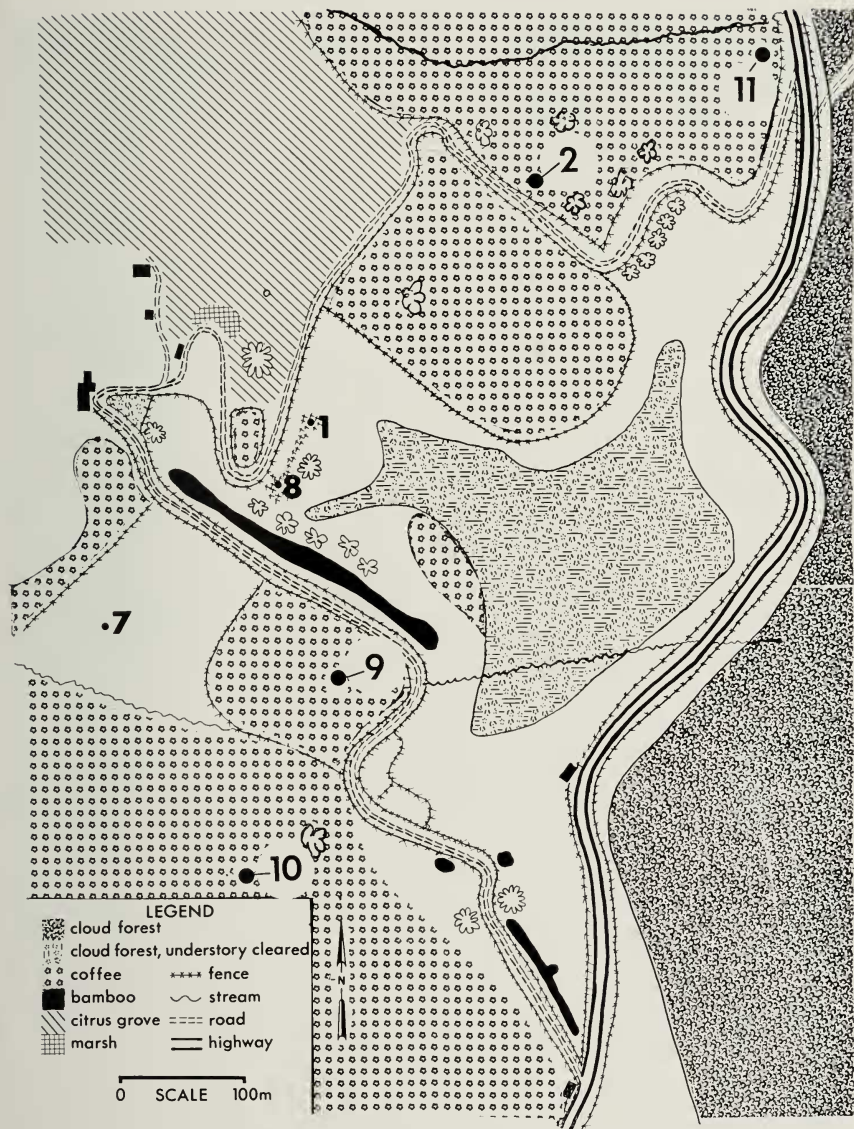 11
2
1
8
7
9
10
LEGEND
cloud forest
cloud forest, understory cleared
coffee
fence
bamboo
stream
citrus grove
road
marsh
highway
N
0 SCALE 100m